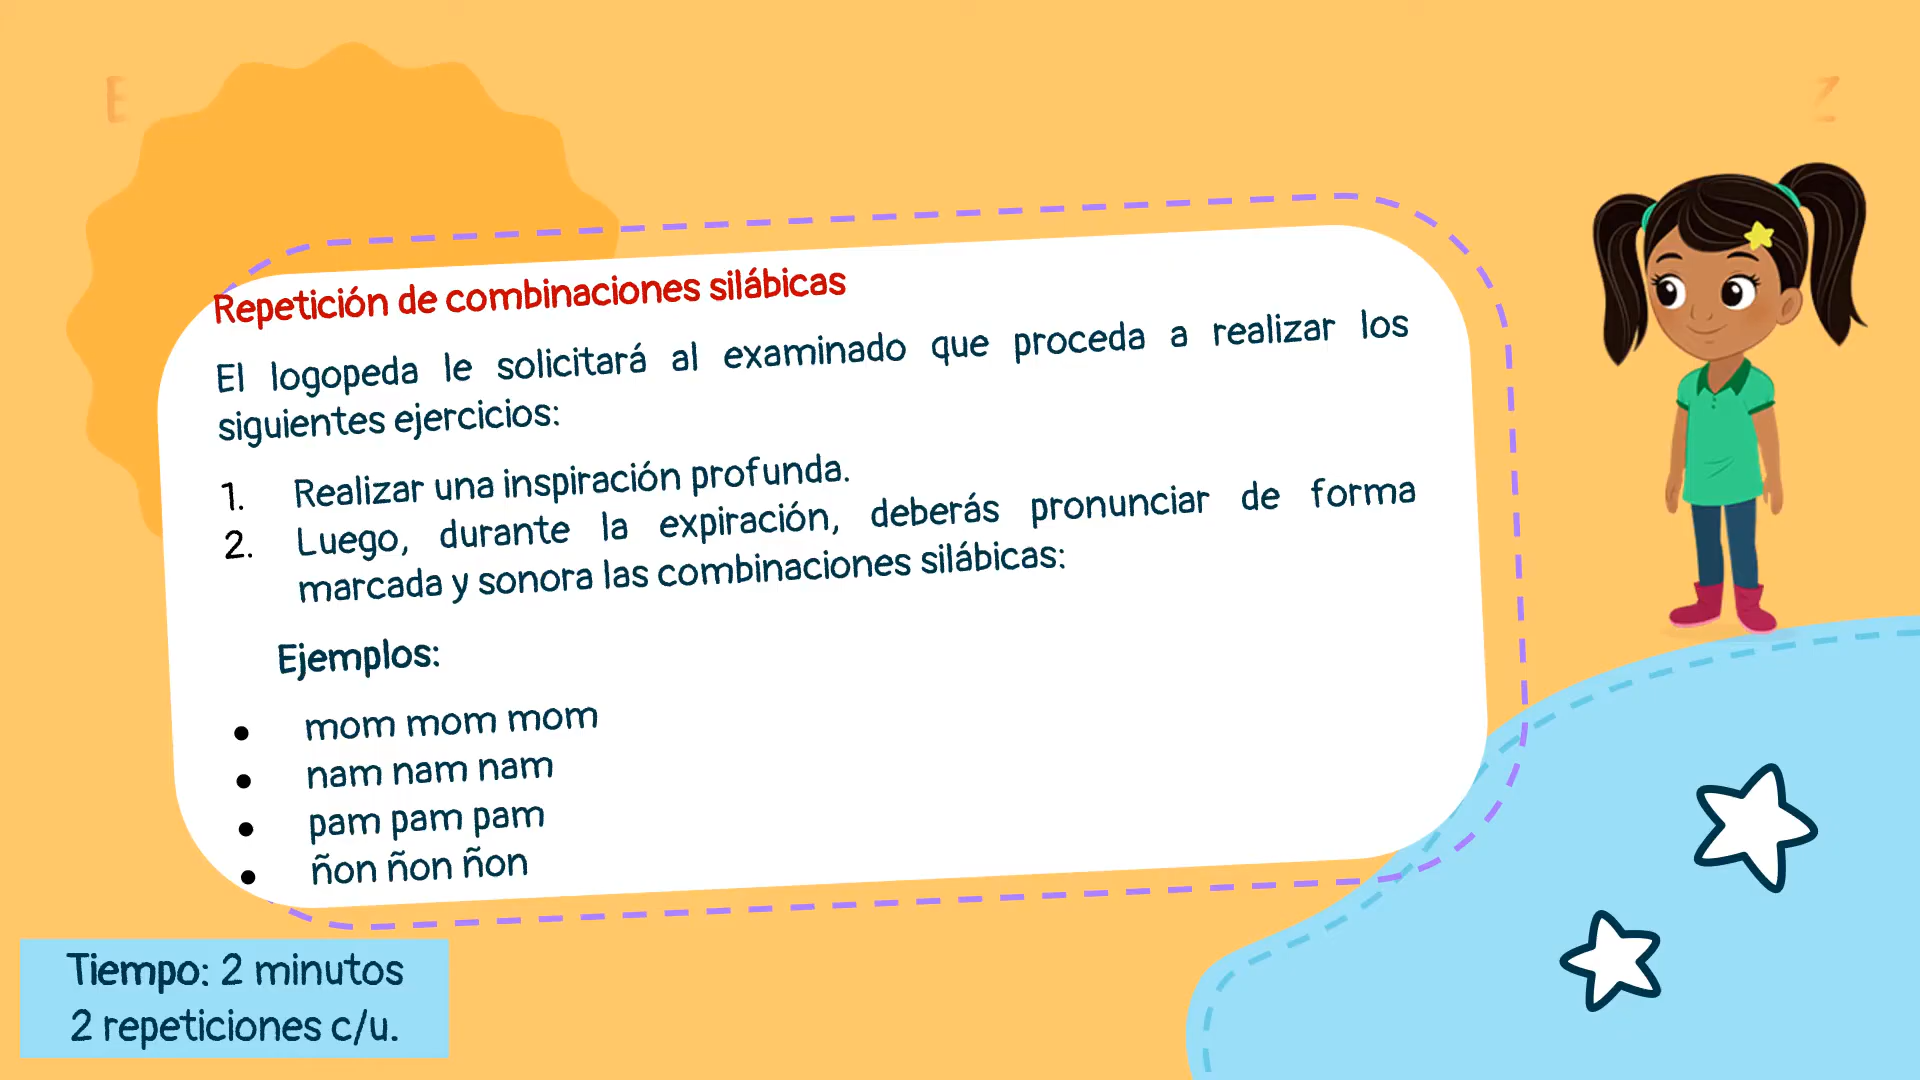 E
Z
Repetición de combinaciones silábicas
El logopeda le solicitará al examinado que proceda a realizar los
siguientes ejercicios:
1. Realizar una inspiración profunda.
2. Luego, durante la expiración, deberás pronunciar de forma
marcada y sonora las combinaciones silábicas:
Ejemplos:
• mom mom mom
• nam nam nam
• pam pam pam
• ñon ñon ñon
Tiempo: 2 minutos
2 repeticiones c/u.